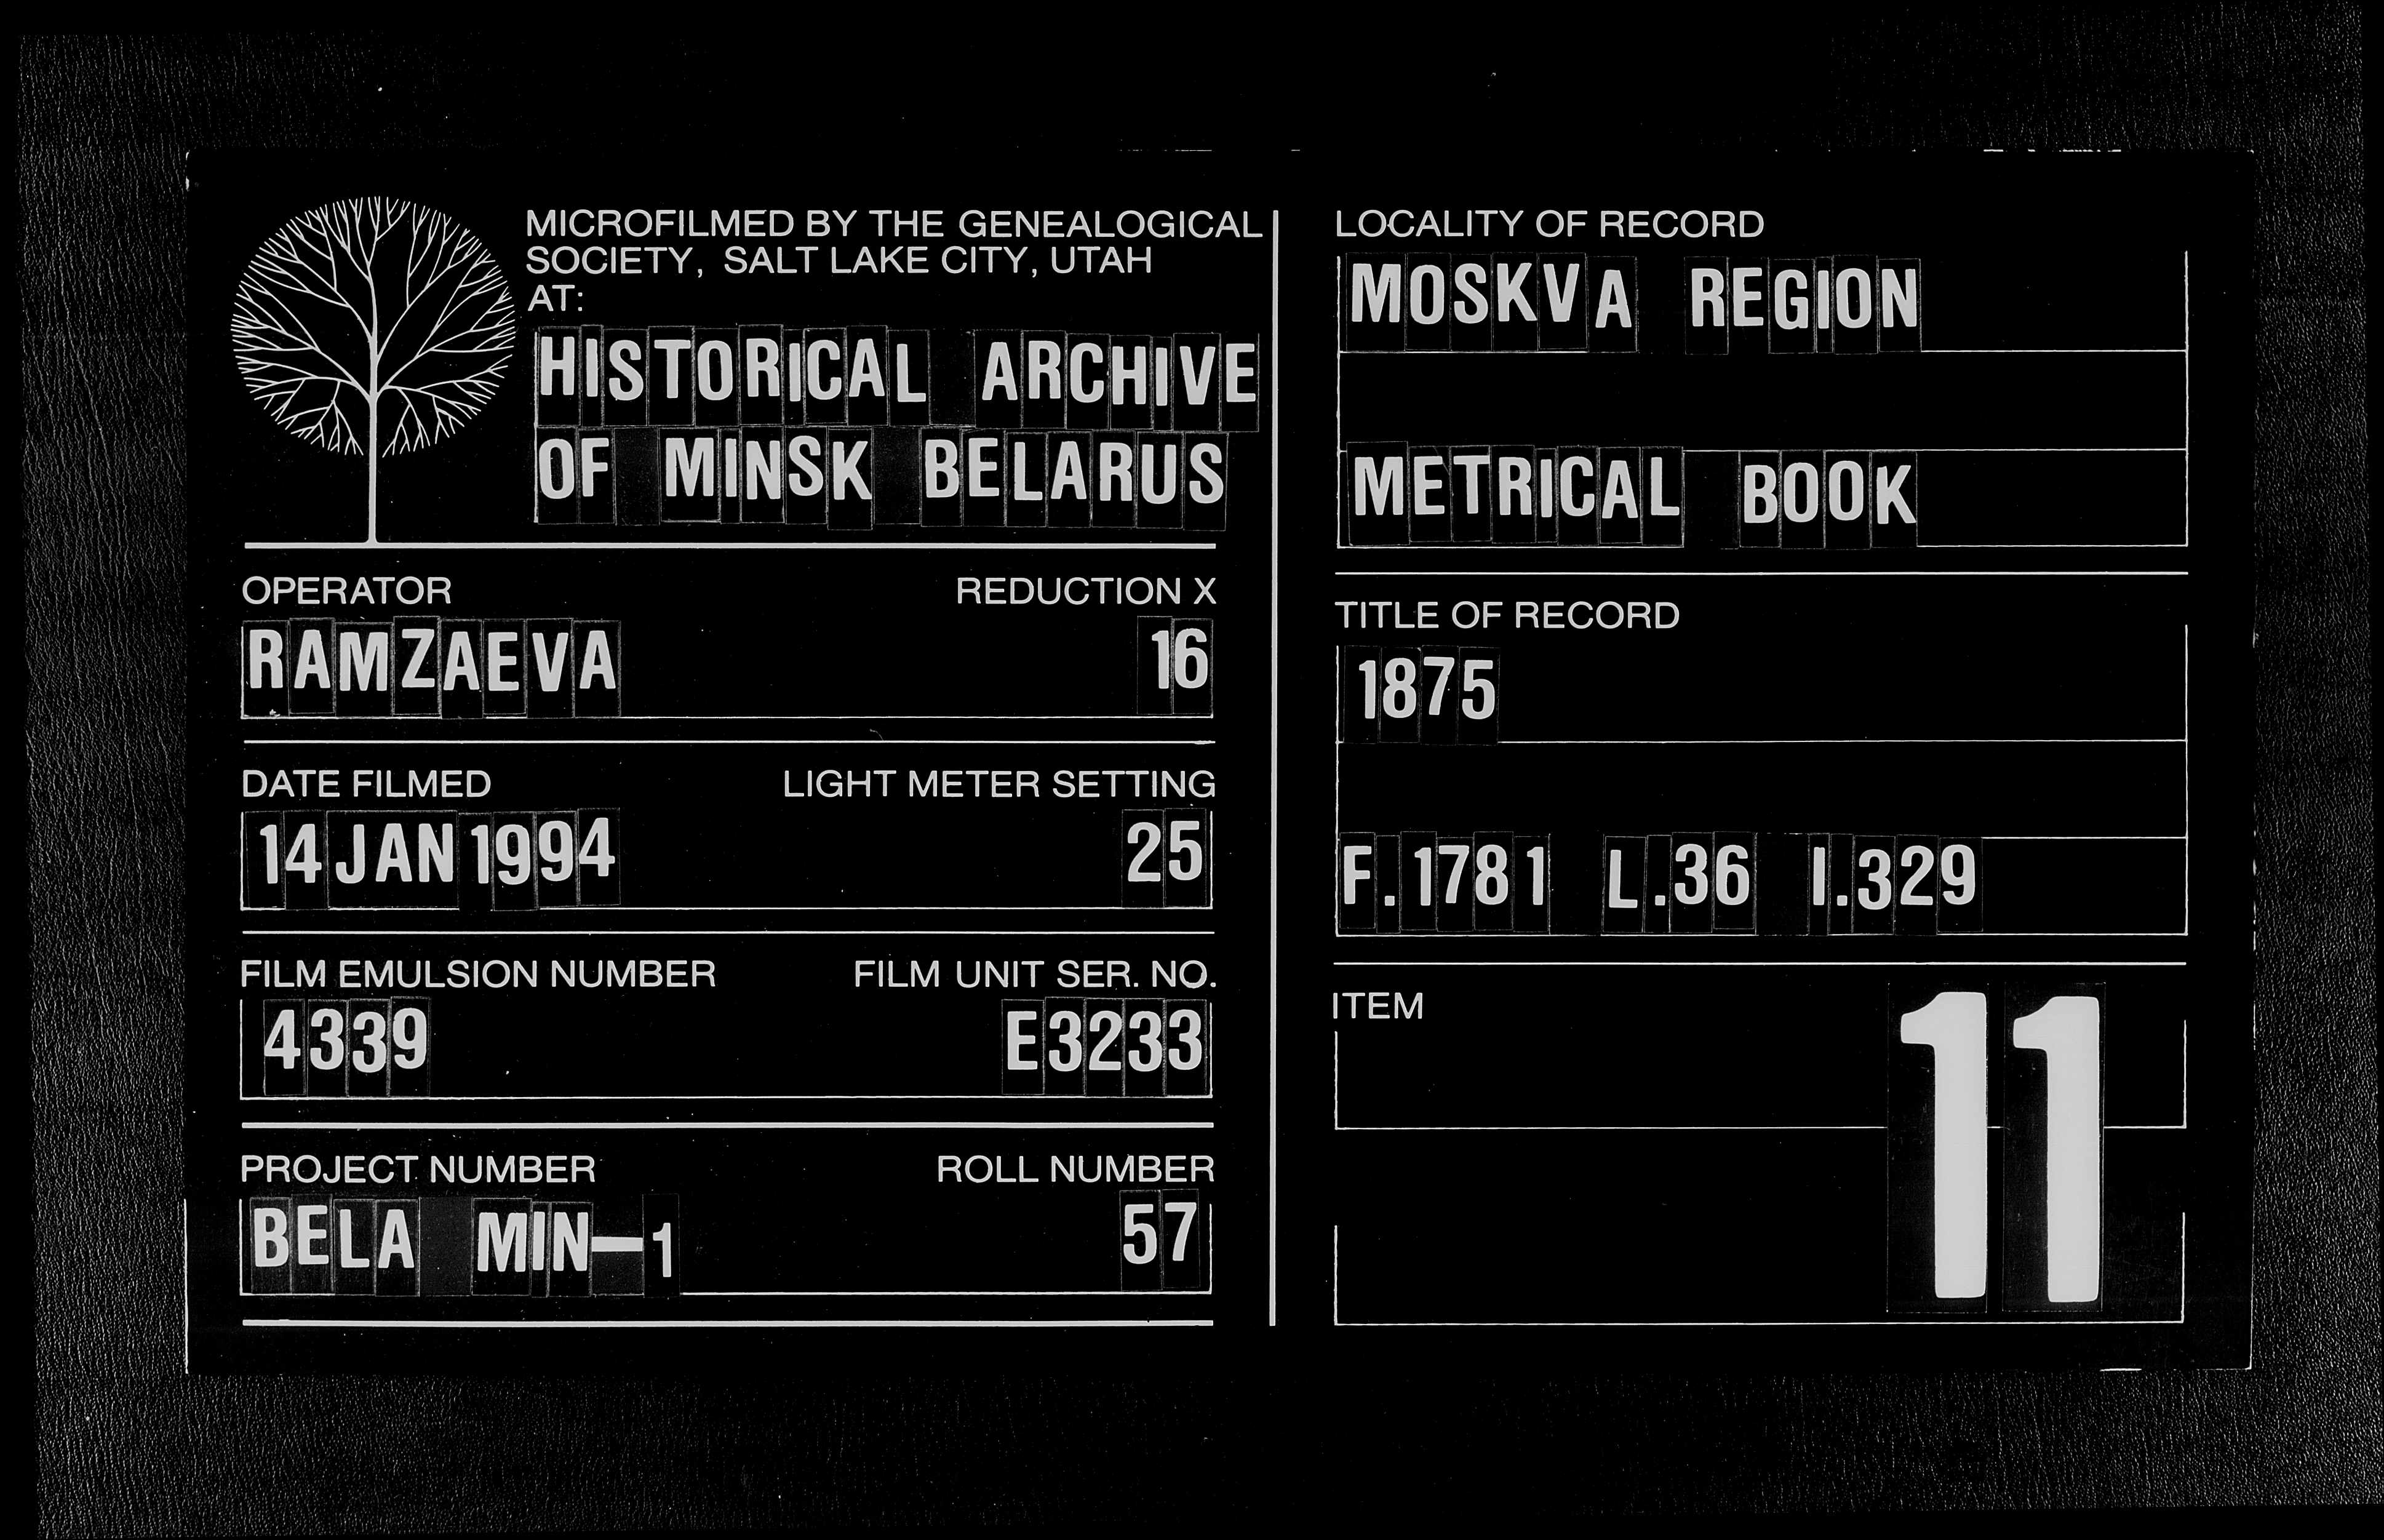 MICROFILMED BY THE GENEALOGICAL
SOCIETY, SALT LAKE CITY, UTAH
AT:
HISTORICAL ARCHIVE
OF MINSK BELARUS
OPERATOR REDUCTION X
RAMZAEVA 16
DATE FILMED LIGHT METER SETTING
14 JAN 1994 25
FILM EMULSION NUMBER FILM UNIT SER. NO.
4339 E3233
PROJECT NUMBER ROLL NUMBER
BELA MIN-1 57
LOCALITY OF RECORD
MOSKVA REGION
METRICAL BOOK
TITLE OF RECORD
1875
F.1781 L.36 I.329
ITEM
11